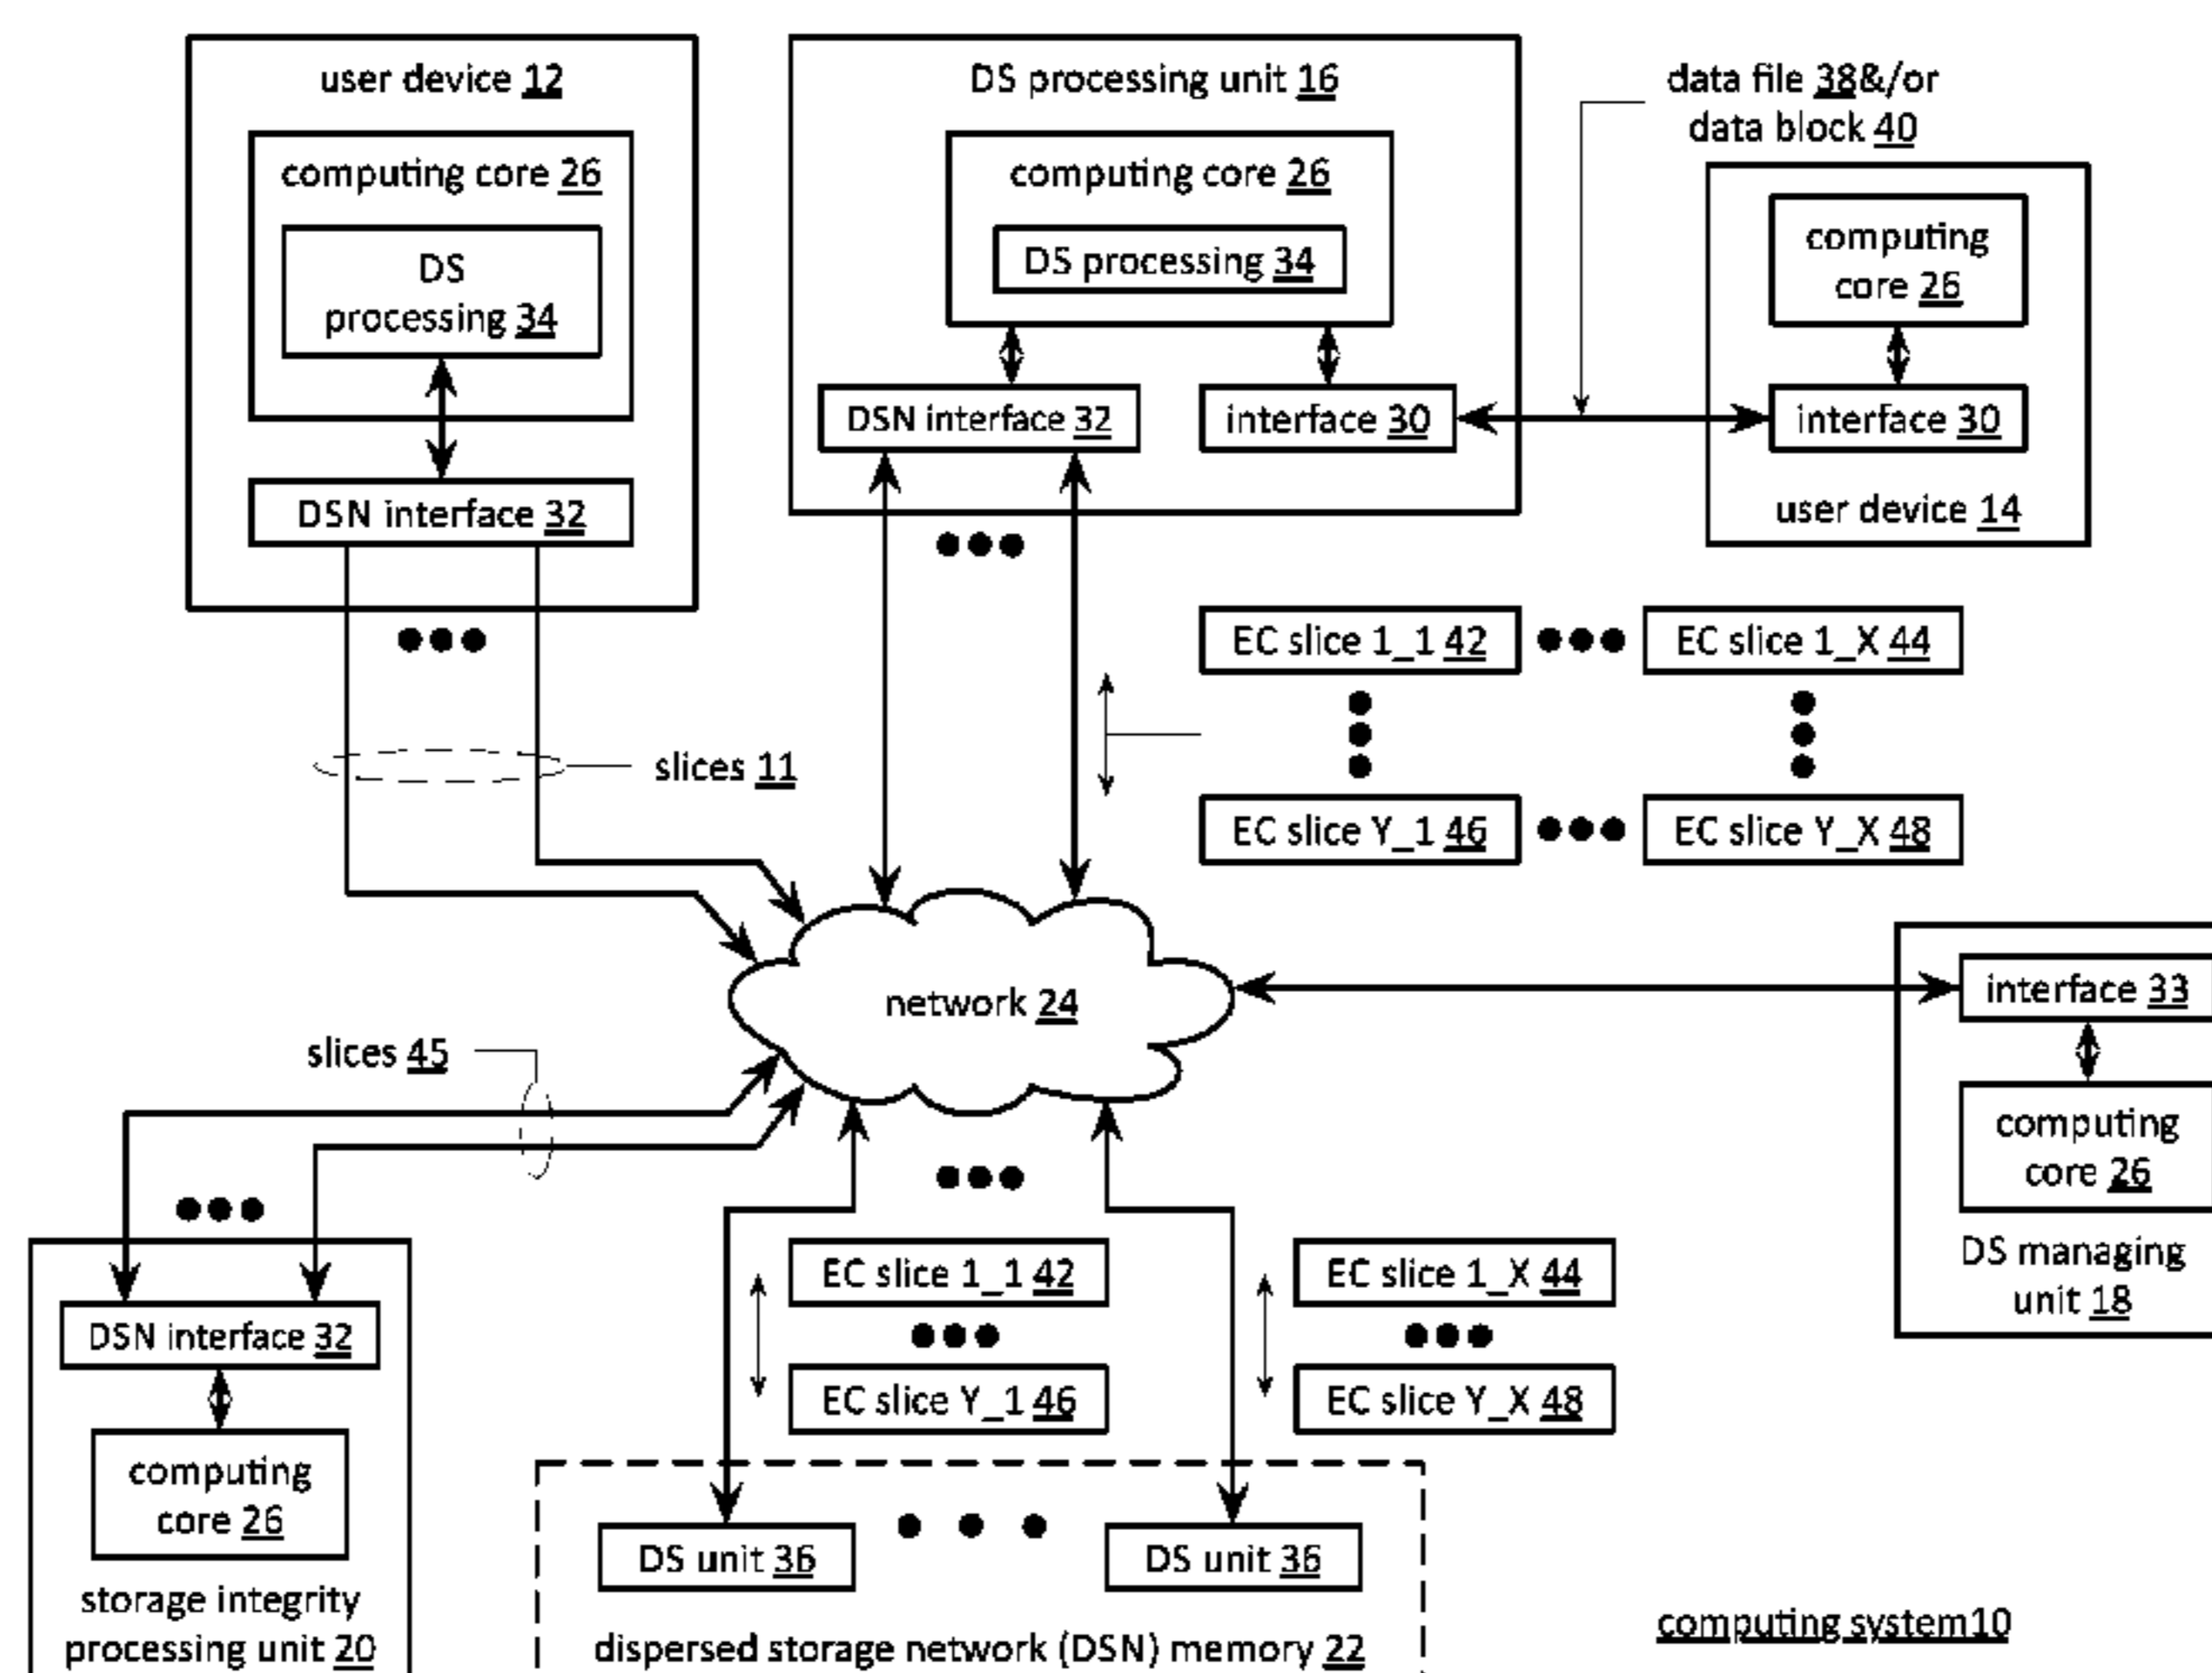 user device 12
computing core 26
DS
processing 34
DSN interface 32
slices 11
DS processing unit 16
computing core 26
DS processing 34
DSN interface 32
interface 30
data file 38&/or
data block 40
computing
core 26
interface 30
user device 14
EC slice 1_1 42
EC slice 1_X 44
EC slice Y_1 46
EC slice Y_X 48
network 24
interface 33
computing
core 26
DS managing
unit 18
slices 45
DSN interface 32
computing
core 26
storage integrity
processing unit 20
EC slice 1_1 42
EC slice Y_1 46
EC slice 1_X 44
EC slice Y_X 48
DS unit 36
DS unit 36
dispersed storage network (DSN) memory 22
computing system10